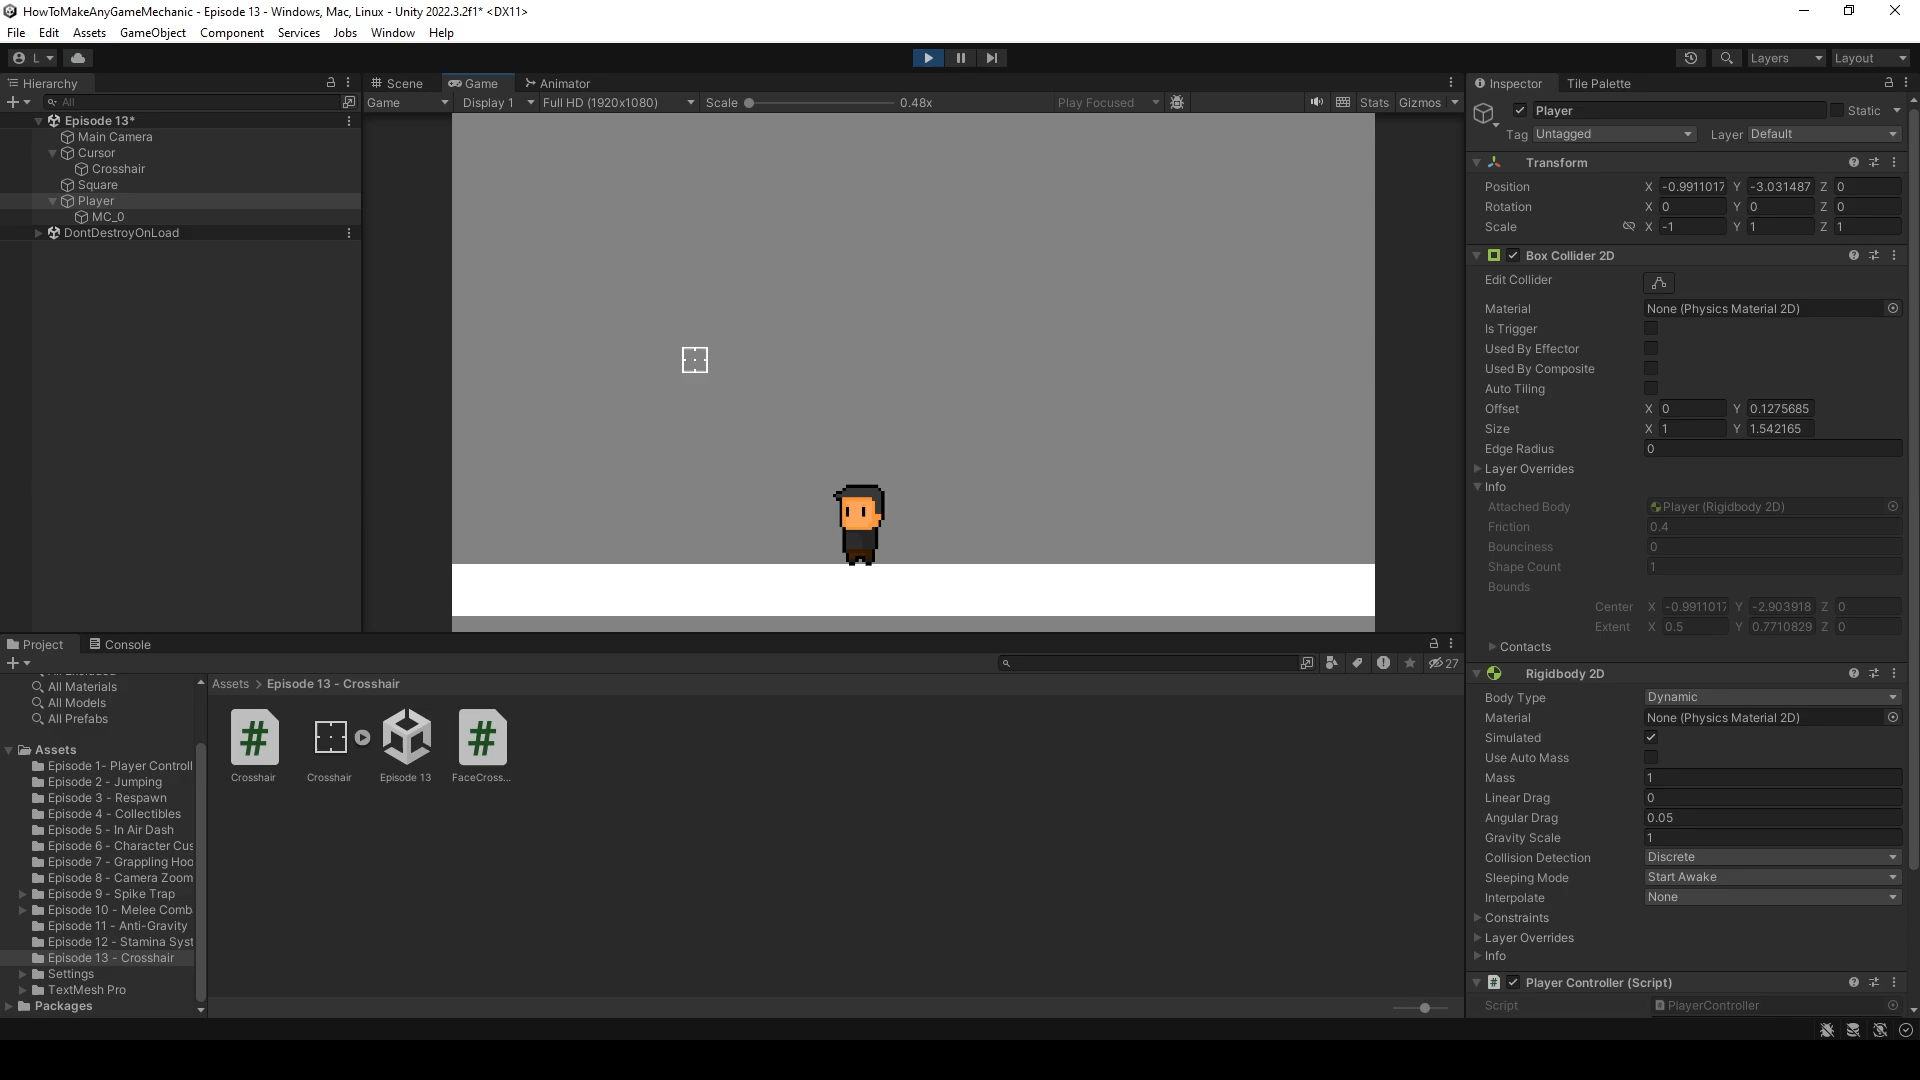 HowToMakeAnyGameMechanic - Episode 13 - Windows, Mac, Linux - Unity 2022.3.2f1* <DX11>
File Edit Assets GameObject Component Services Jobs Window Help
L Layers Layout
Hierarchy
All
Episode 13*
Main Camera
Cursor
Crosshair
Square
Player
MC_0
DontDestroyOnLoad
Scene Game Animator
Game Display 1 Full HD (1920x1080) Scale 0.48x Play Focused Stats Gizmos
Inspector Tile Palette
Player Static
Tag Untagged Layer Default
Transform
Position X -0.9911017 Y -3.031487 Z 0
Rotation X 0 Y 0 Z 0
Scale X -1 Y 1 Z 1
Box Collider 2D
Edit Collider
Material None (Physics Material 2D)
Is Trigger
Used By Effector
Used By Composite
Auto Tiling
Offset X 0 Y 0.1275685
Size X 1 Y 1.542165
Edge Radius 0
Layer Overrides
Info
Attached Body Player (Rigidbody 2D)
Friction 0.4
Bounciness 0
Shape Count 1
Bounds
Center X -0.9911017 Y -2.903918 Z 0
Extent X 0.5 Y 0.7710829 Z 0
Contacts
Rigidbody 2D
Body Type Dynamic
Material None (Physics Material 2D)
Simulated
Use Auto Mass
Mass 1
Linear Drag 0
Angular Drag 0.05
Gravity Scale 1
Collision Detection Discrete
Sleeping Mode Start Awake
Interpolate None
Constraints
Layer Overrides
Info
Player Controller (Script)
Script PlayerController
Project Console
27
All Materials
All Models
All Prefabs
Assets
Episode 1- Player Controll
Episode 2 - Jumping
Episode 3 - Respawn
Episode 4 - Collectibles
Episode 5 - In Air Dash
Episode 6 - Character Cus
Episode 7 - Grappling Hoo
Episode 8 - Camera Zoom
Episode 9 - Spike Trap
Episode 10 - Melee Comb
Episode 11 - Anti-Gravity
Episode 12 - Stamina Syst
Episode 13 - Crosshair
Settings
TextMesh Pro
Packages
Assets > Episode 13 - Crosshair
Crosshair Crosshair Episode 13 FaceCross...